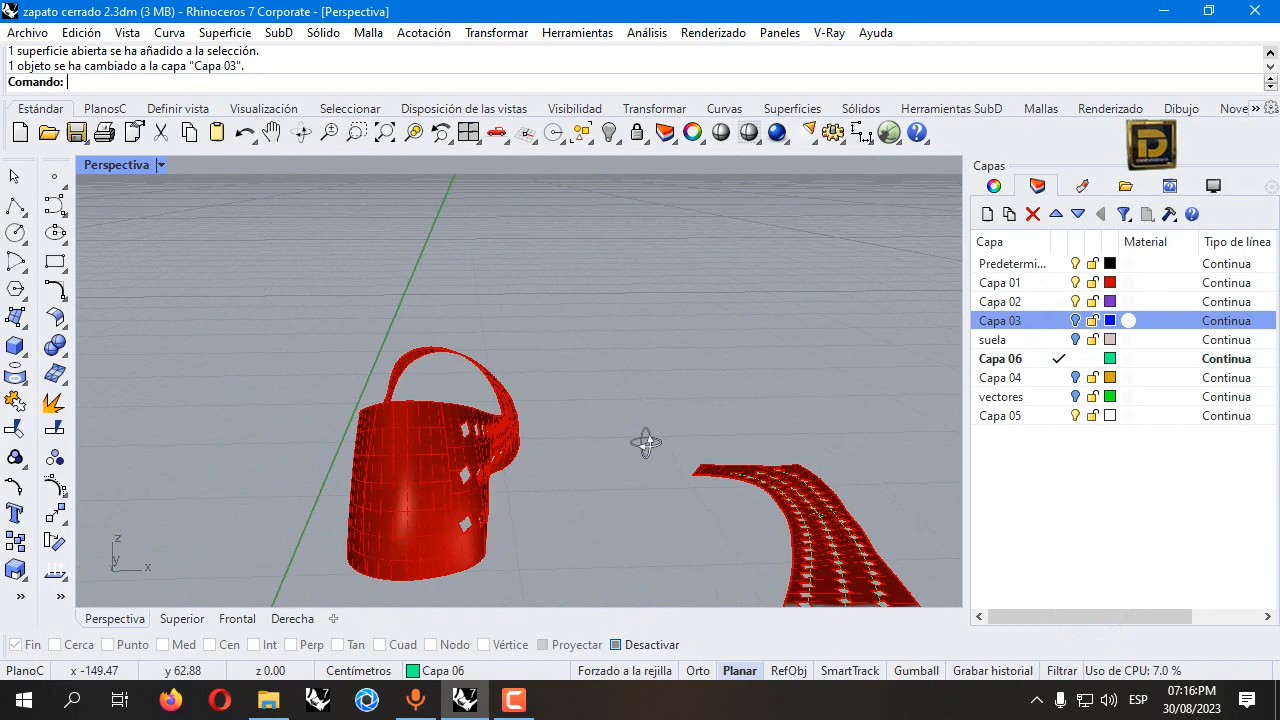 zapato cerrado 2.3dm (3 MB) - Rhinoceros 7 Corporate - [Perspectiva]
Archivo Edición Vista Curva Superficie SubD Sólido Malla Acotación Transformar Herramientas Análisis Renderizado Paneles V-Ray Ayuda
1 superficie abierta se ha añadido a la selección.
1 objeto se ha cambiado a la capa "Capa 03".
Comando:
Estándar PlanosC Definir vista Visualización Seleccionar Disposición de las vistas Visibilidad Transformar Curvas Superficies Sólidos Herramientas SubD Mallas Renderizado Dibujo Nove »
Perspectiva
Capas
Capa Material Tipo de línea
Predetermi... Continua
Capa 01 Continua
Capa 02 Continua
Capa 03 Continua
suela Continua
Capa 06 Continua
Capa 04 Continua
vectores Continua
Capa 05 Continua
z
y
x
» »
Perspectiva Superior Frontal Derecha
Fin Cerca Punto Med Cen Int Perp Tan Cuad Nodo Vértice Proyectar Desactivar
PlanoC x -149.47 y 62.88 z 0.00 Centímetros Capa 06 Forzado a la rejilla Orto Planar RefObj SmartTrack Gumball Grabar historial Filtrar Uso de CPU: 7.0 %
ESP
07:16PM
30/08/2023